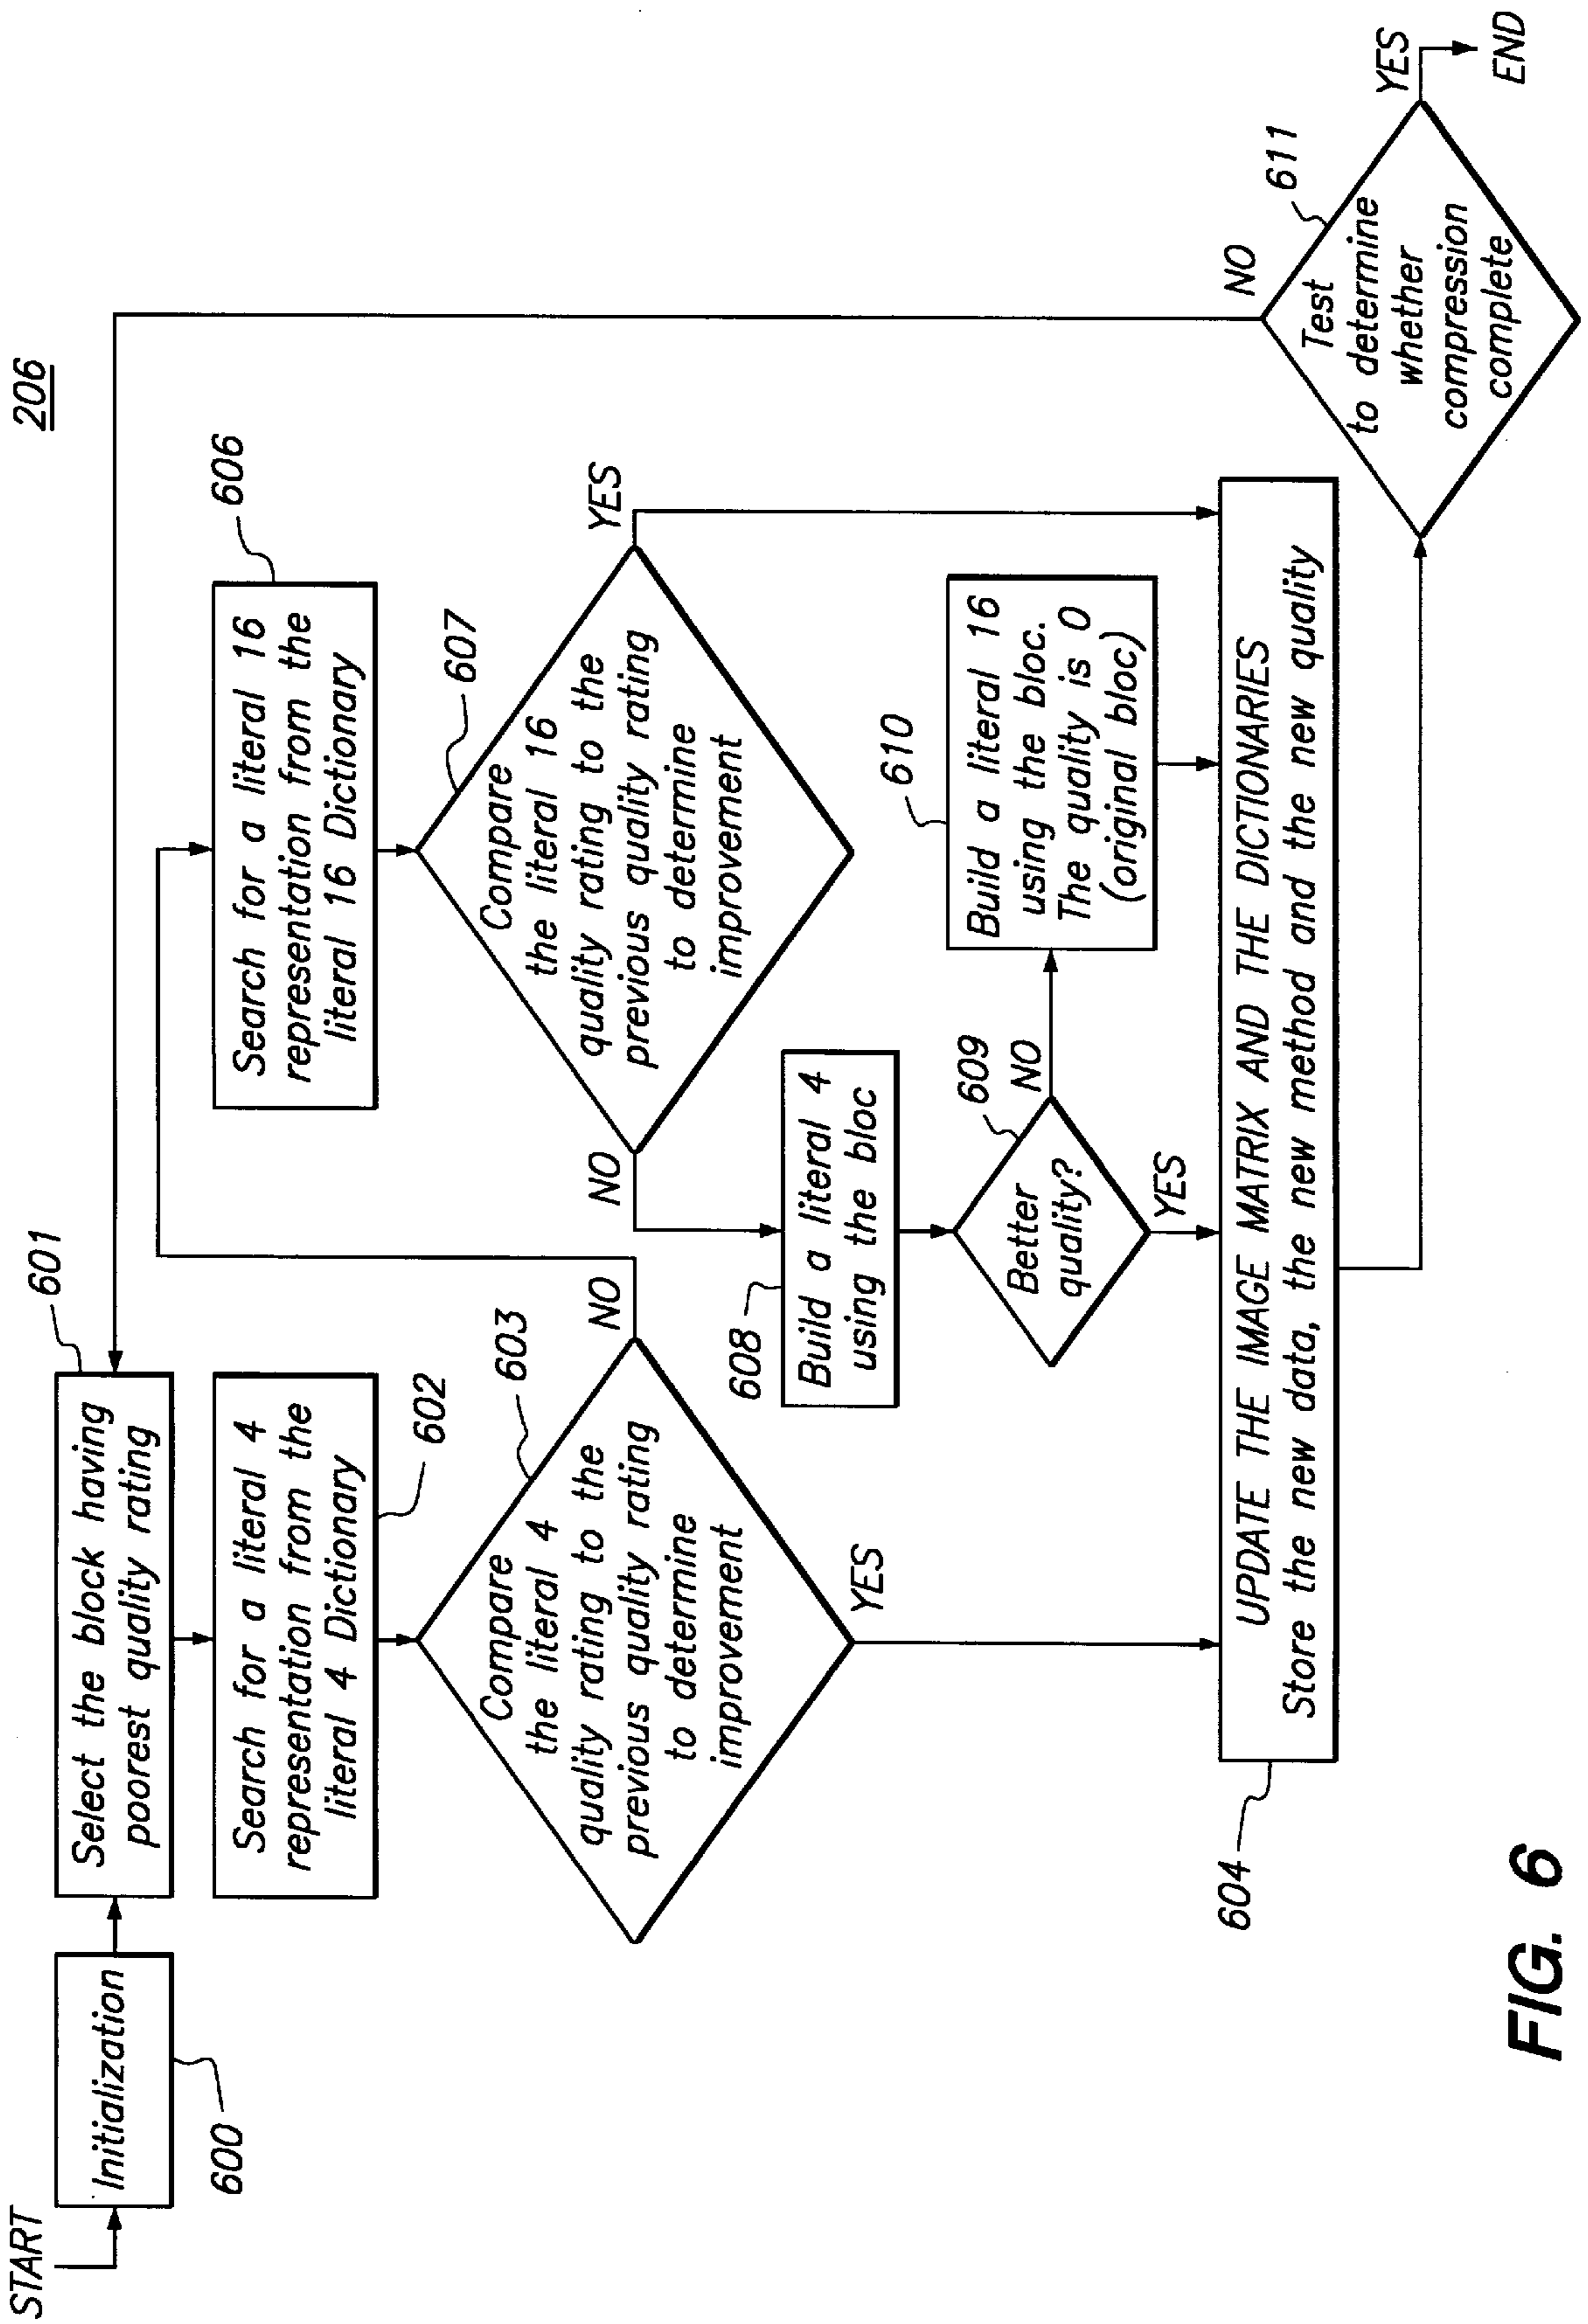 206
START
Initialization
600
Select the block having
poorest quality rating
601
Search for a literal 4
representation from the
literal 4 Dictionary
602
Compare
the literal 4
quality rating to the
previous quality rating
to determine
improvement
603
NO
YES
Search for a literal 16
representation from the
literal 16 Dictionary
606
Compare
the literal 16
quality rating to the
previous quality rating
to determine
improvement
607
YES
NO
Build a literal 4
using the bloc
608
Better
quality?
609
NO
YES
Build a literal 16
using the bloc.
The quality is 0
(original bloc)
610
UPDATE THE IMAGE MATRIX AND THE DICTIONARIES
Store the new data, the new method and the new quality
604
Test
to determine
whether
compression
complete
611
NO
YES
END
FIG. 6